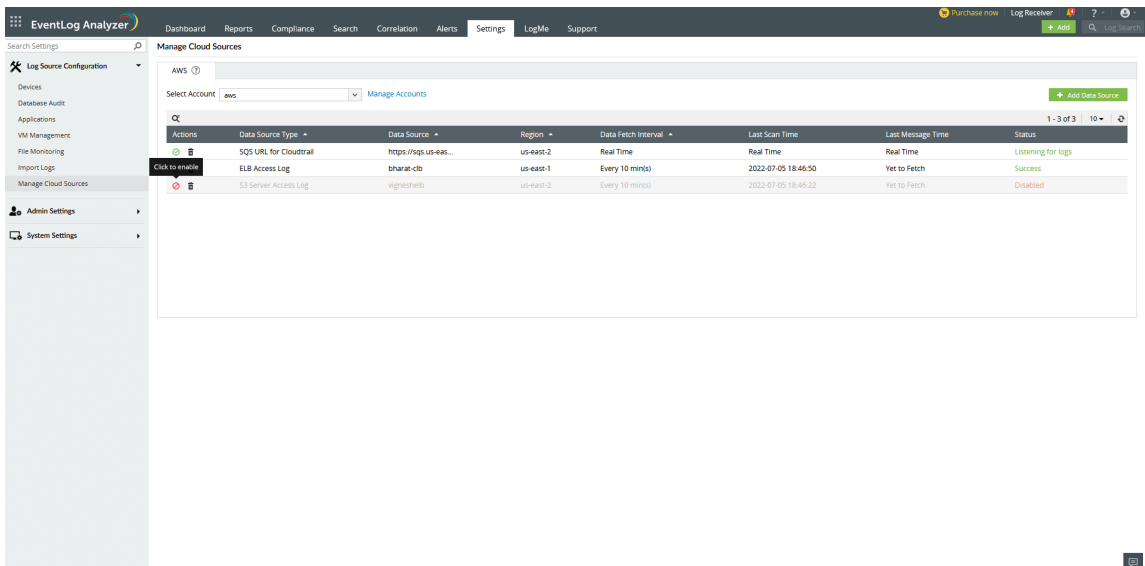 Purchase now Log Receiver ?
EventLog Analyzer
Dashboard Reports Compliance Search Correlation Alerts Settings LogMe Support
+ Add Log Search
Search Settings
Manage Cloud Sources
Log Source Configuration
AWS ?
Devices
Select Account aws Manage Accounts
+ Add Data Source
Database Audit
Applications
1 - 3 of 3 10
VM Management
Actions Data Source Type Data Source Region Data Fetch Interval Last Scan Time Last Message Time Status
File Monitoring
SQS URL for Cloudtrail https://sqs.us-eas... us-east-2 Real Time Real Time Real Time Listening for logs
Import Logs
Click to enable
ELB Access Log bharat-clb us-east-1 Every 10 min(s) 2022-07-05 18:46:50 Yet to Fetch Success
Manage Cloud Sources
S3 Server Access Log vigneshelb us-east-2 Every 10 min(s) 2022-07-05 18:46:22 Yet to Fetch Disabled
Admin Settings
System Settings